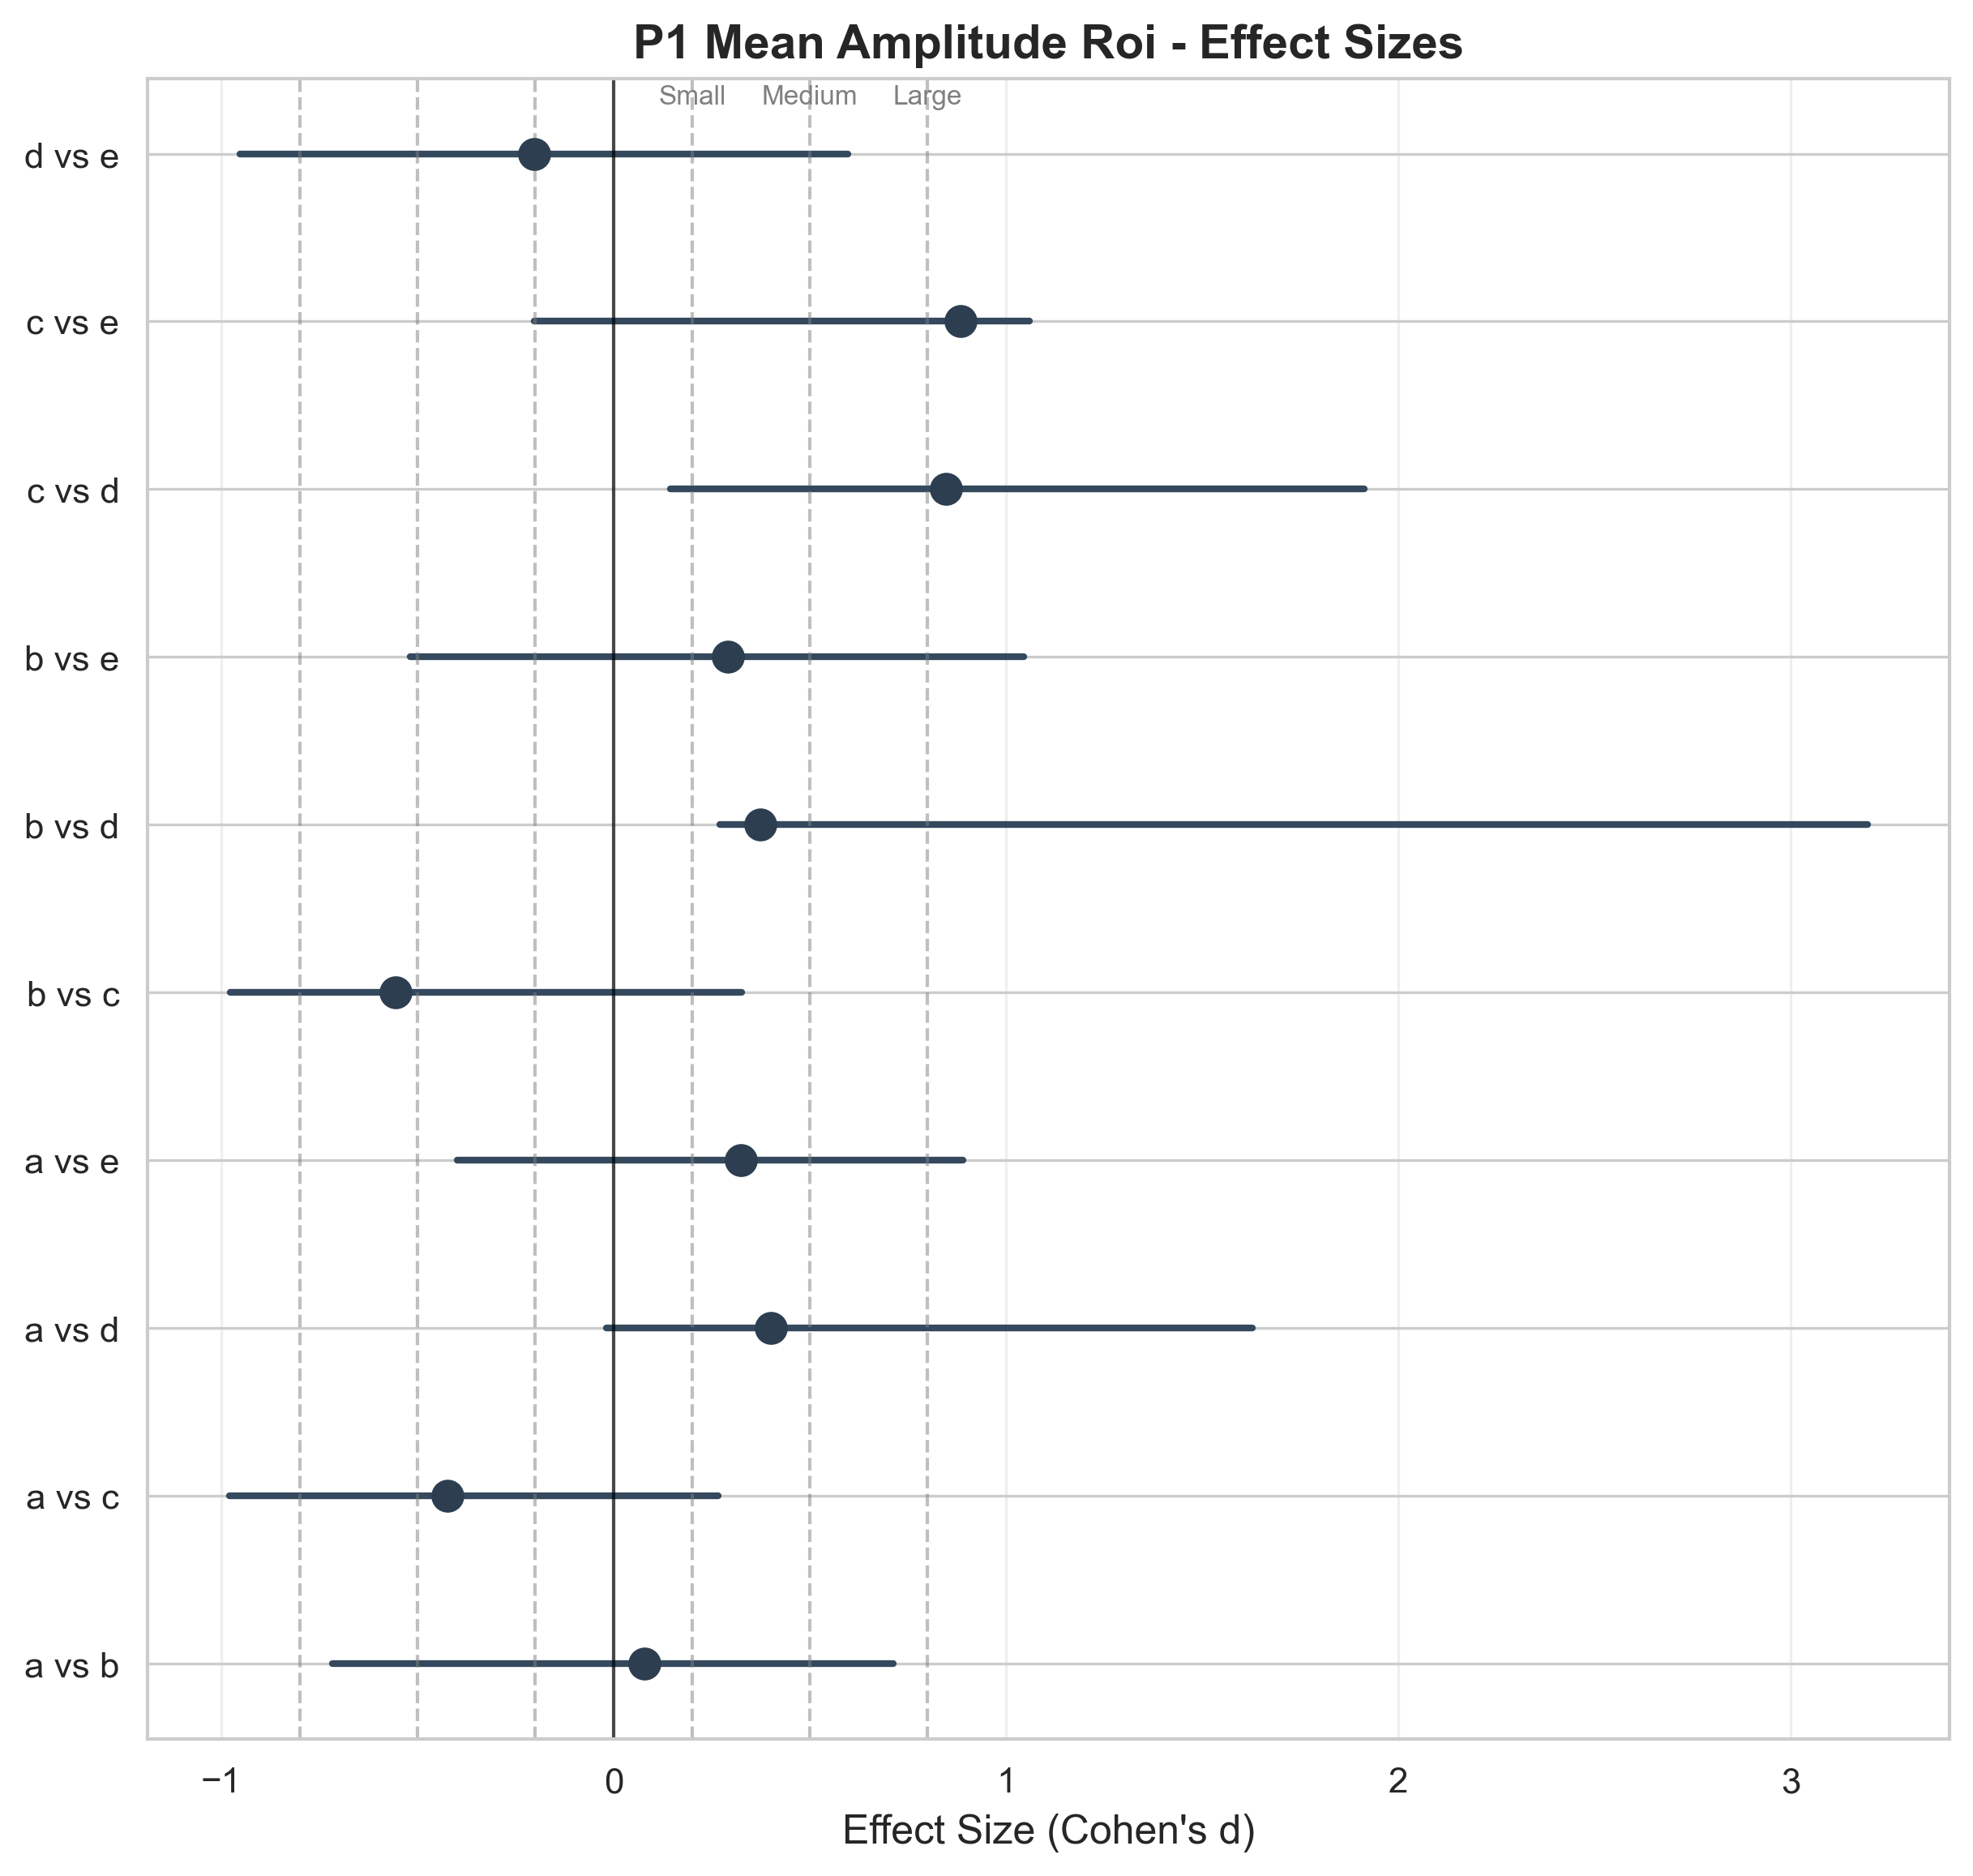 P1 Mean Amplitude Roi - Effect Sizes
Small Medium Large
d vs e
c vs e
c vs d
b vs e
b vs d
b vs c
a vs e
a vs d
a vs c
a vs b
−1 0 1 2 3
Effect Size (Cohen's d)